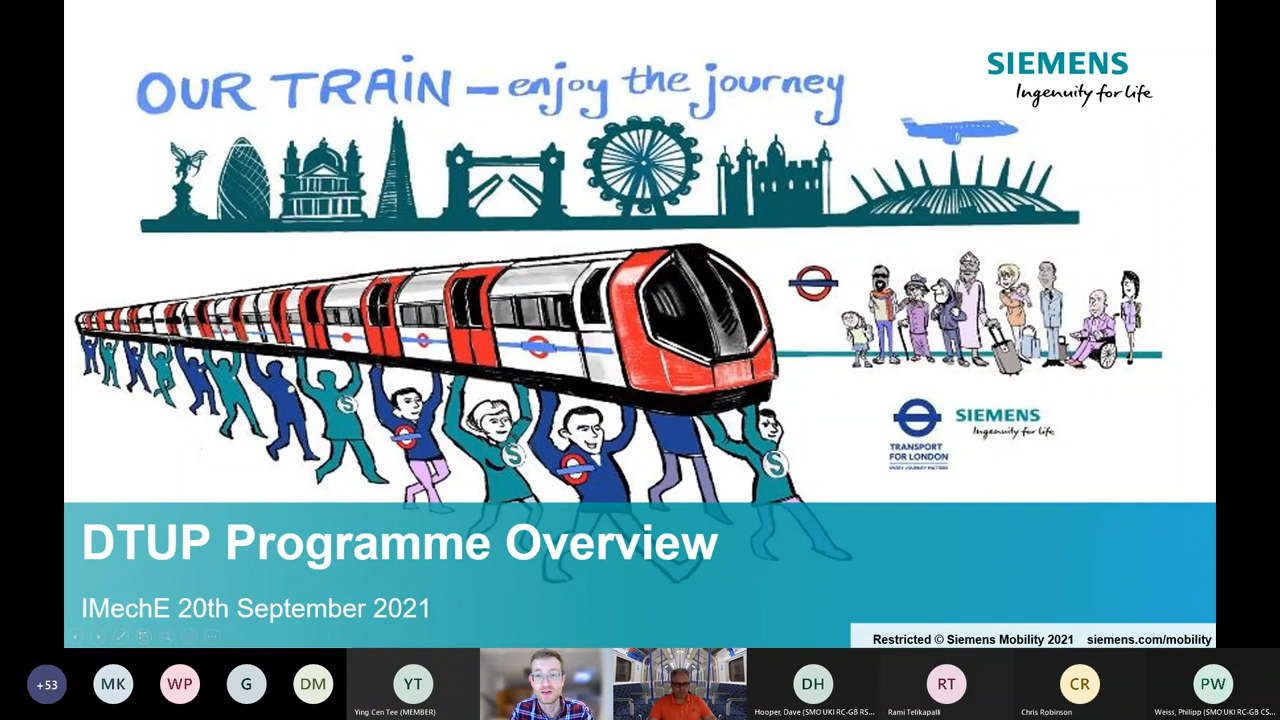 OUR TRAIN – enjoy the journey
SIEMENS
Ingenuity for life
S
S
S
TRANSPORT
FOR LONDON
EVERY JOURNEY MATTERS
SIEMENS
Ingenuity for life
DTUP Programme Overview
IMechE 20th September 2021
Restricted © Siemens Mobility 2021 siemens.com/mobility
+53
MK
WP
G
DM
YT
Ying Cen Tee (MEMBER)
DH
Hooper, Dave (SMO UKI RC-GB RS...
RT
Rami Telikapalli
CR
Chris Robinson
PW
Weiss, Philipp (SMO UKI RC-GB CS...